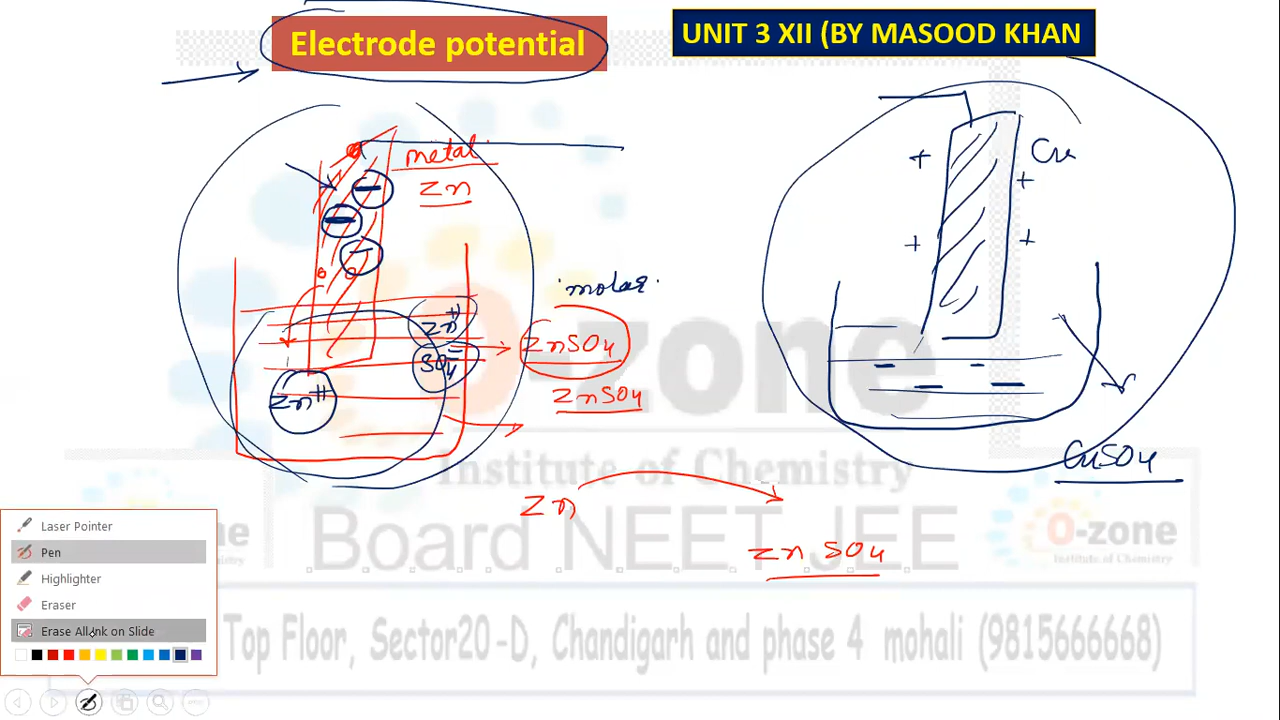 Electrode potential
UNIT 3 XII (BY MASOOD KHAN
metal
Zn
Cu
molar
Zn++
SO4--
ZnSO4
ZnSO4
Zn++
CuSO4
Zn
ZnSO4
O-zone
Institute of Chemistry
Board NEET JEE
O-zone
Institute of Chemistry
Top Floor, Sector20-D, Chandigarh and phase 4 mohali (9815666668)
Laser Pointer
Pen
Highlighter
Eraser
Erase All Ink on Slide